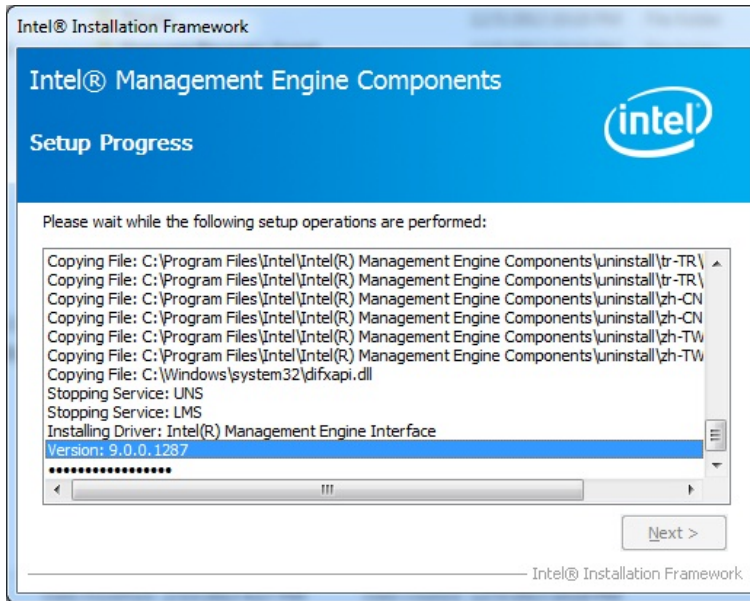 Intel® Installation Framework
Intel® Management Engine Components
intel
Setup Progress
Please wait while the following setup operations are performed:
Copying File: C:\Program Files\Intel\Intel(R) Management Engine Components\uninstall\tr-TR\
Copying File: C:\Program Files\Intel\Intel(R) Management Engine Components\uninstall\tr-TR\
Copying File: C:\Program Files\Intel\Intel(R) Management Engine Components\uninstall\zh-CN
Copying File: C:\Program Files\Intel\Intel(R) Management Engine Components\uninstall\zh-CN
Copying File: C:\Program Files\Intel\Intel(R) Management Engine Components\uninstall\zh-TW
Copying File: C:\Program Files\Intel\Intel(R) Management Engine Components\uninstall\zh-TW
Copying File: C:\Windows\system32\difxapi.dll
Stopping Service: UNS
Stopping Service: LMS
Installing Driver: Intel(R) Management Engine Interface
Version: 9.0.0.1287
•••••••••••••••••
Next >
Intel® Installation Framework